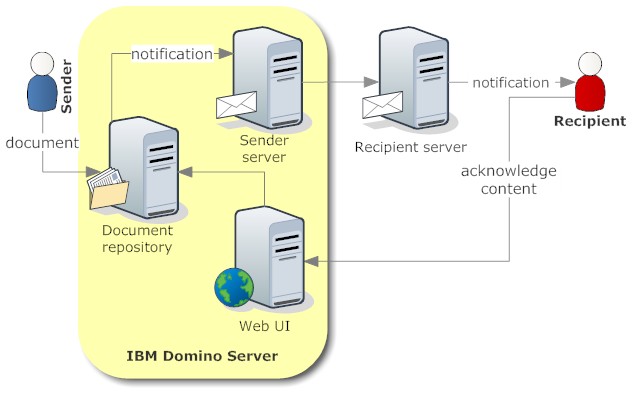 notification
Sender
document
Sender
server
Recipient server
notification
Recipient
acknowledge
content
Document
repository
Web UI
IBM Domino Server